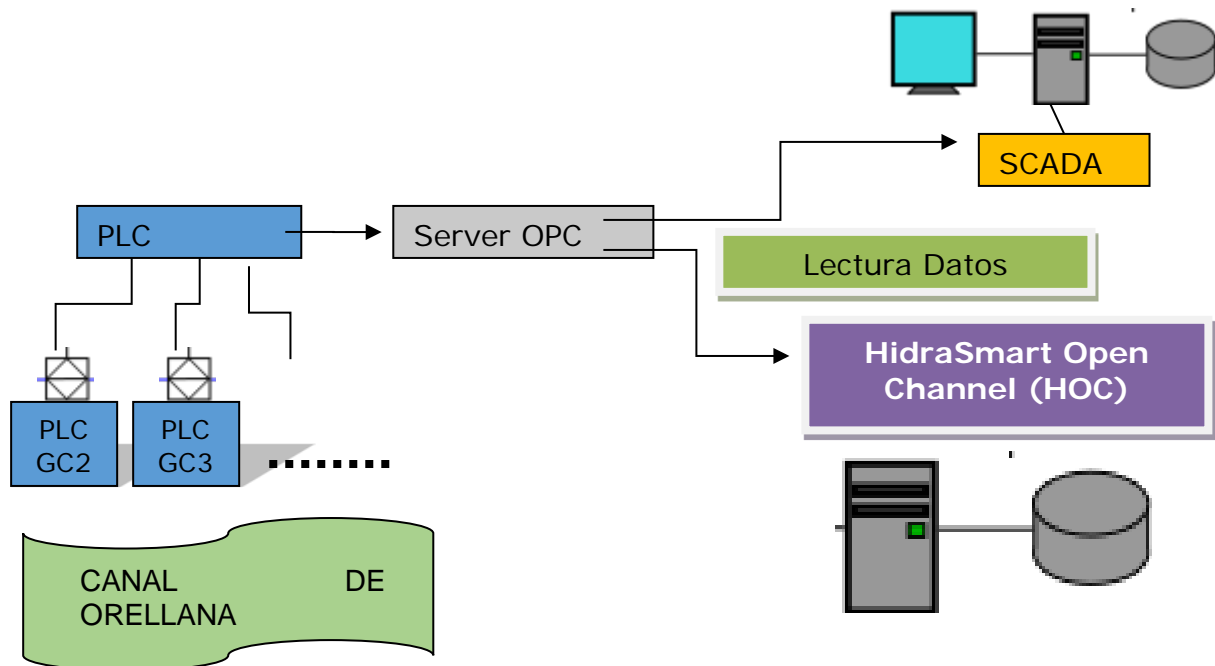 SCADA
PLC
Server OPC
Lectura Datos
HidraSmart Open
Channel (HOC)
PLC
GC2
PLC
GC3
CANAL DE
ORELLANA